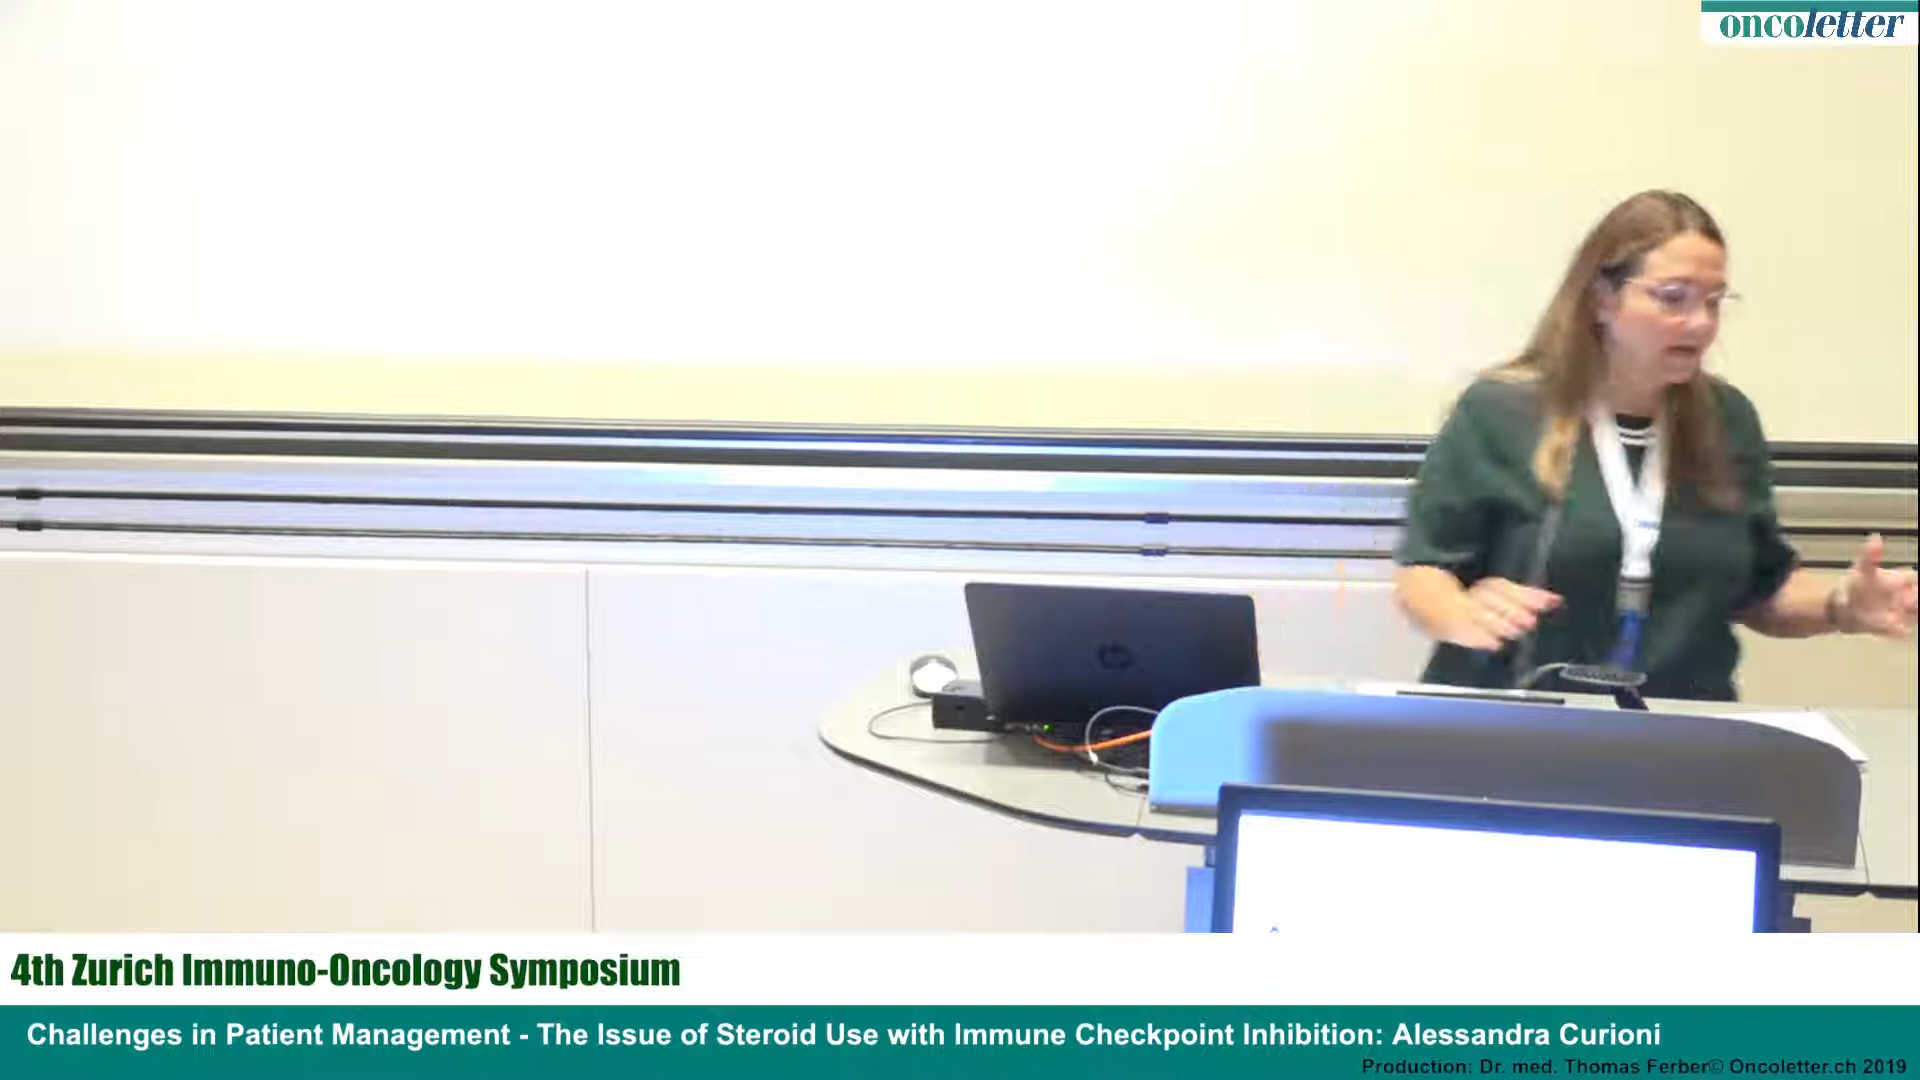 oncoletter
4th Zurich Immuno-Oncology Symposium
Challenges in Patient Management - The Issue of Steroid Use with Immune Checkpoint Inhibition: Alessandra Curioni
Production: Dr. med. Thomas Ferber© Oncoletter.ch 2019